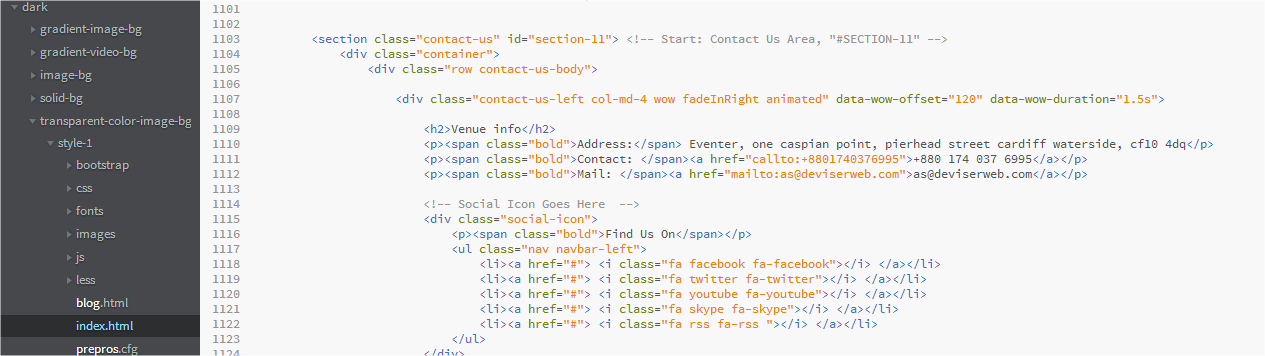 dark
gradient-image-bg
gradient-video-bg
image-bg
solid-bg
transparent-color-image-bg
style-1
bootstrap
css
fonts
images
js
less
blog.html
index.html
prepros.cfg
1101
1102
1103 <section class="contact-us" id="section-11"> <!-- Start: Contact Us Area, "#SECTION-11" -->
1104 <div class="container">
1105 <div class="row contact-us-body">
1106
1107 <div class="contact-us-left col-md-4 wow fadeInRight animated" data-wow-offset="120" data-wow-duration="1.5s">
1108
1109 <h2>Venue info</h2>
1110 <p><span class="bold">Address:</span> Eventer, one caspian point, pierhead street cardiff waterside, cf10 4dq</p>
1111 <p><span class="bold">Contact: </span><a href="callto:+8801740376995">+880 174 037 6995</a></p>
1112 <p><span class="bold">Mail: </span><a href="mailto:as@deviserweb.com">as@deviserweb.com</a></p>
1113
1114 <!-- Social Icon Goes Here  -->
1115 <div class="social-icon">
1116 <p><span class="bold">Find Us On</span></p>
1117 <ul class="nav navbar-left">
1118 <li><a href="#"> <i class="fa facebook fa-facebook"></i> </a></li>
1119 <li><a href="#"> <i class="fa twitter fa-twitter"></i> </a></li>
1120 <li><a href="#"> <i class="fa youtube fa-youtube"></i> </a></li>
1121 <li><a href="#"> <i class="fa skype fa-skype"></i> </a></li>
1122 <li><a href="#"> <i class="fa rss fa-rss "></i> </a></li>
1123 </ul>
1124 </div>